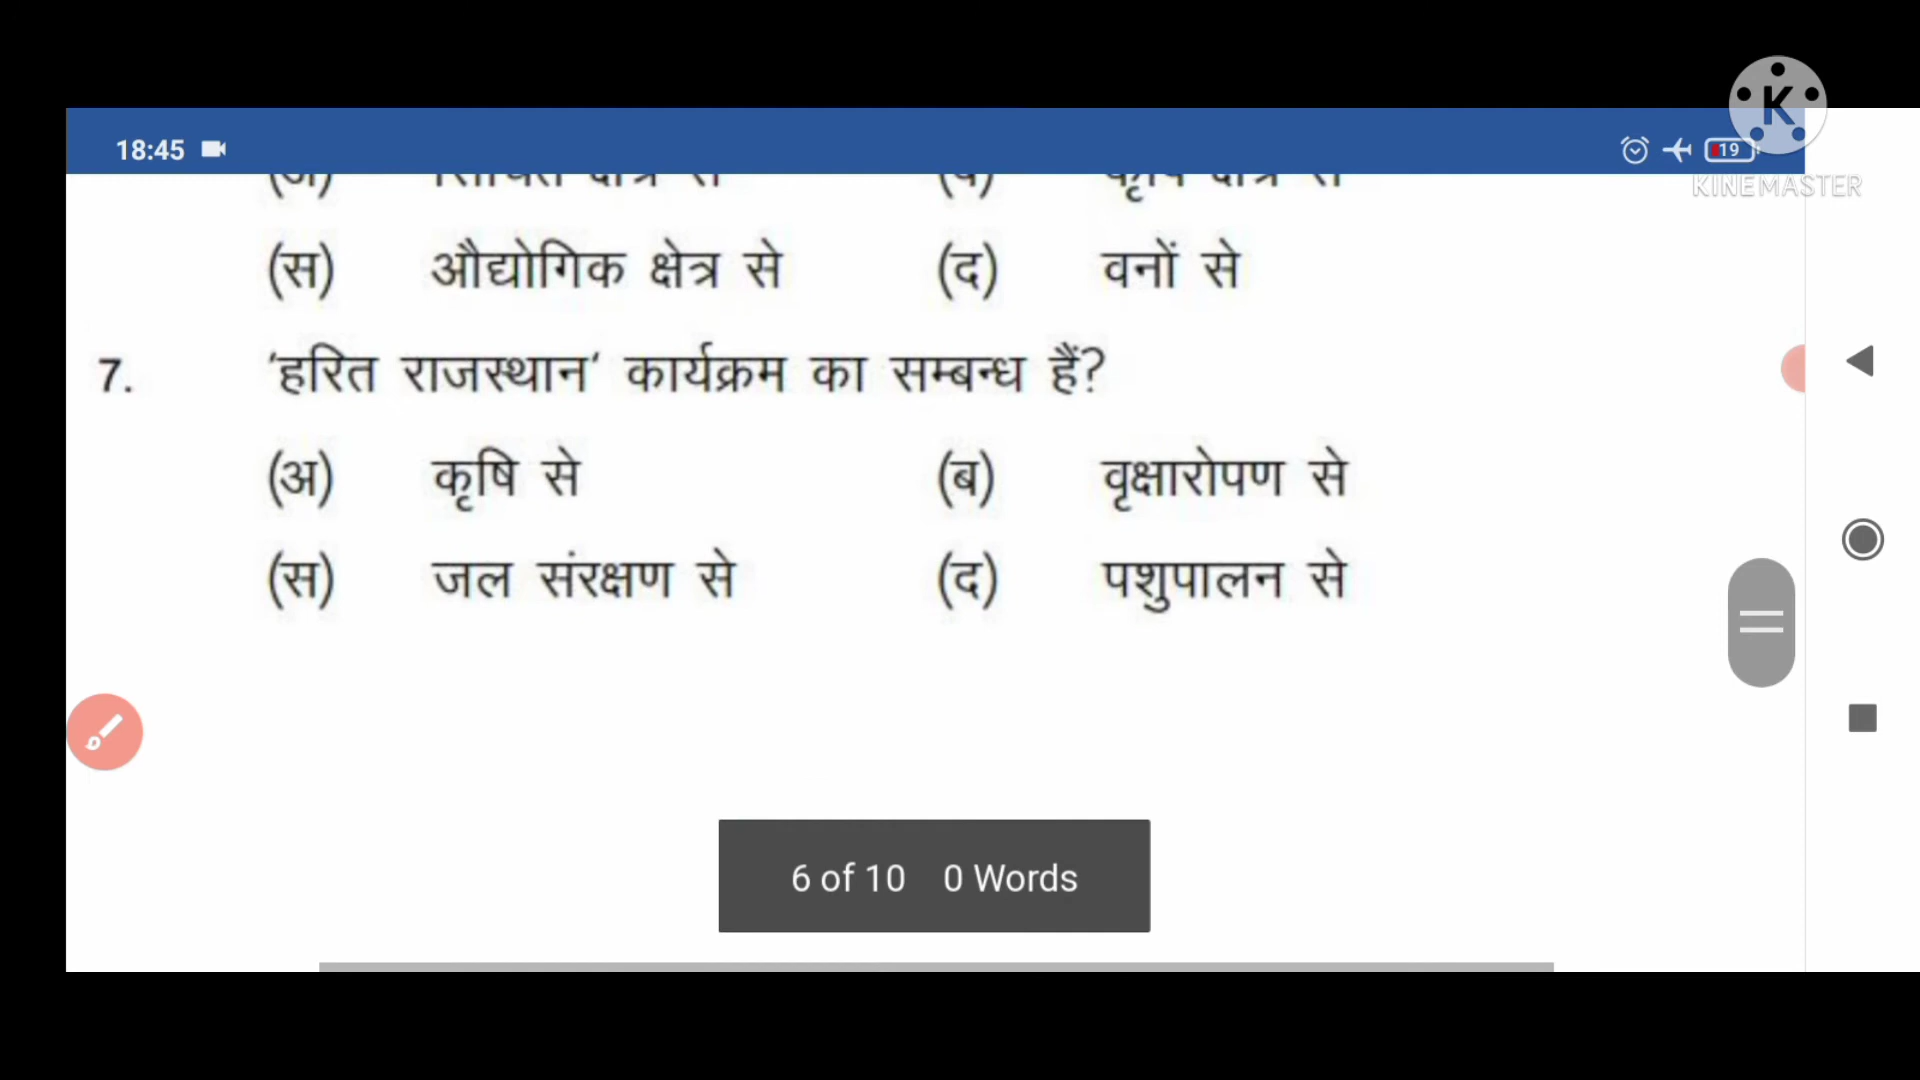 18:45
19
K
KINEMASTER
(स) औद्योगिक क्षेत्र से (द) वनों से
7. 'हरित राजस्थान' कार्यक्रम का सम्बन्ध हैं?
(अ) कृषि से (ब) वृक्षारोपण से
(स) जल संरक्षण से (द) पशुपालन से
6 of 10 0 Words